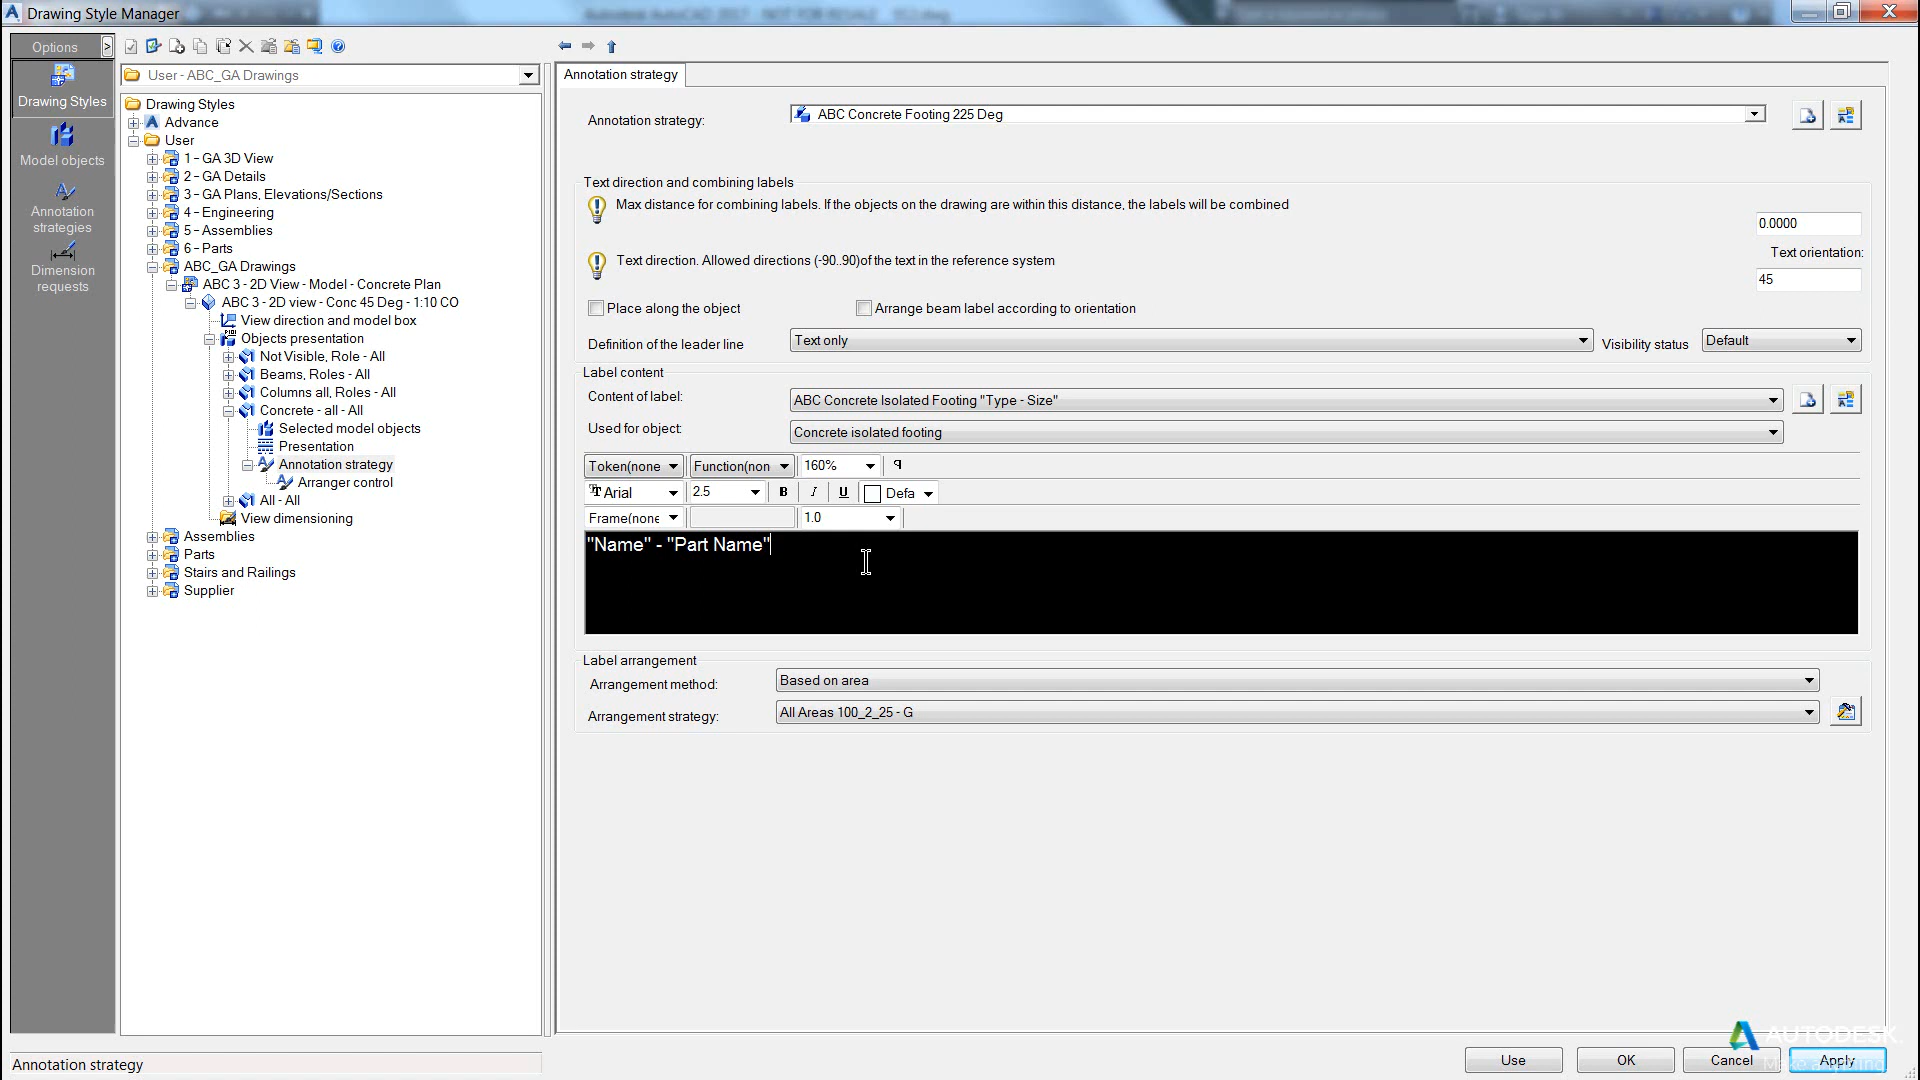 Drawing Style Manager
Options
>
User - ABC_GA Drawings
Drawing Styles
Model objects
Annotation
strategies
Dimension
requests
Drawing Styles
Advance
User
1 - GA 3D View
2 - GA Details
3 - GA Plans, Elevations/Sections
4 - Engineering
5 - Assemblies
6 - Parts
ABC_GA Drawings
ABC 3 - 2D View - Model - Concrete Plan
ABC 3 - 2D view - Conc 45 Deg - 1:10 CO
View direction and model box
Objects presentation
Not Visible, Role - All
Beams, Roles - All
Columns all, Roles - All
Concrete - all - All
Selected model objects
Presentation
Annotation strategy
Arranger control
All - All
View dimensioning
Assemblies
Parts
Stairs and Railings
Supplier
Annotation strategy
Annotation strategy:
ABC Concrete Footing 225 Deg
Text direction and combining labels
Max distance for combining labels. If the objects on the drawing are within this distance, the labels will be combined
0.0000
Text orientation:
Text direction. Allowed directions (-90..90)of the text in the reference system
45
Place along the object
Arrange beam label according to orientation
Definition of the leader line
Text only
Visibility status
Default
Label content
Content of label:
ABC Concrete Isolated Footing "Type - Size"
Used for object:
Concrete isolated footing
Token(none
Function(non
160%
¶
Arial
2.5
B
I
U
Defa
Frame(none
1.0
"Name" - "Part Name"
Label arrangement
Arrangement method:
Based on area
Arrangement strategy:
All Areas 100_2_25 - G
AUTODESK.
Annotation strategy
Use
OK
Cancel
Apply